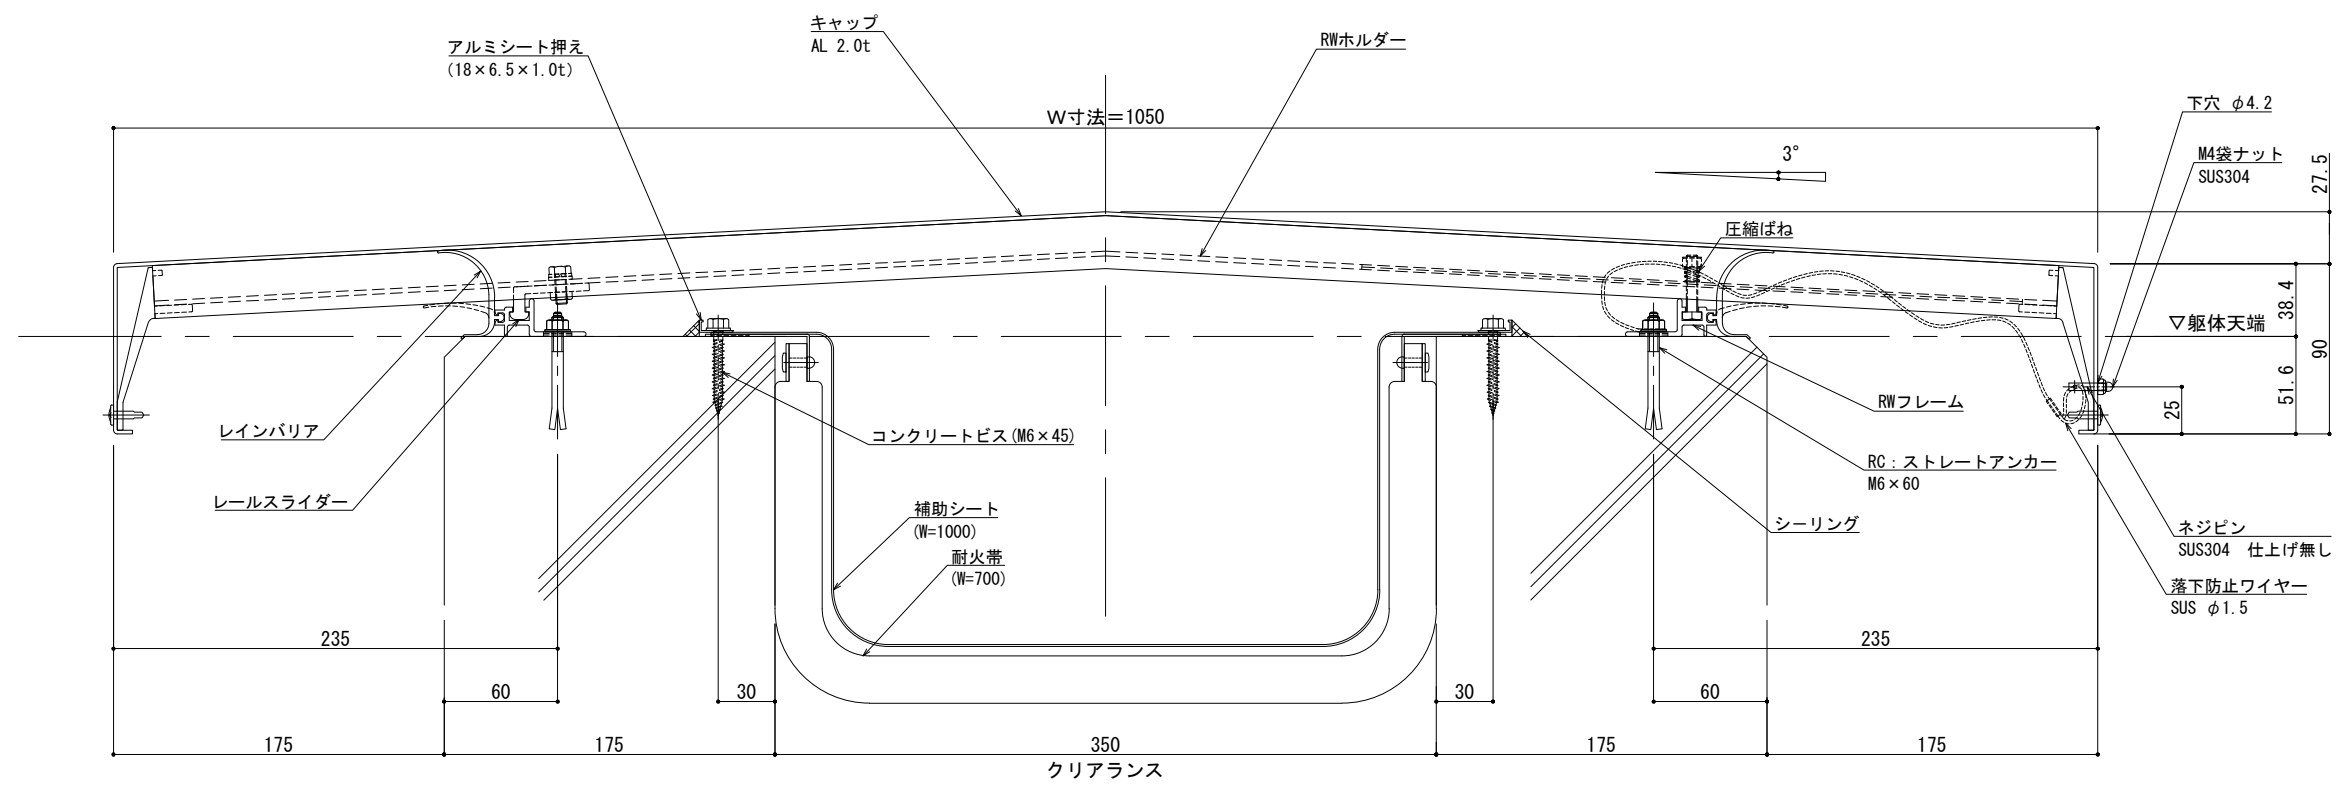 キャップ
AL 2.0t
アルミシート押え
(18×6.5×1.0t)
RWホルダー
W寸法=1050
下穴 φ4.2
3°
M4袋ナット
SUS304
27.5
圧縮ばね
38.4
▽躯体天端
90
51.6
25
RWフレーム
レインバリア
コンクリートビス(M6×45)
RC:ストレートアンカー
M6×60
レールスライダー
補助シート
(W=1000)
シーリング
ネジピン
SUS304 仕上げ無し
耐火帯
(W=700)
落下防止ワイヤー
SUS φ1.5
235
235
60
30
30
60
175
175
350
175
175
クリアランス